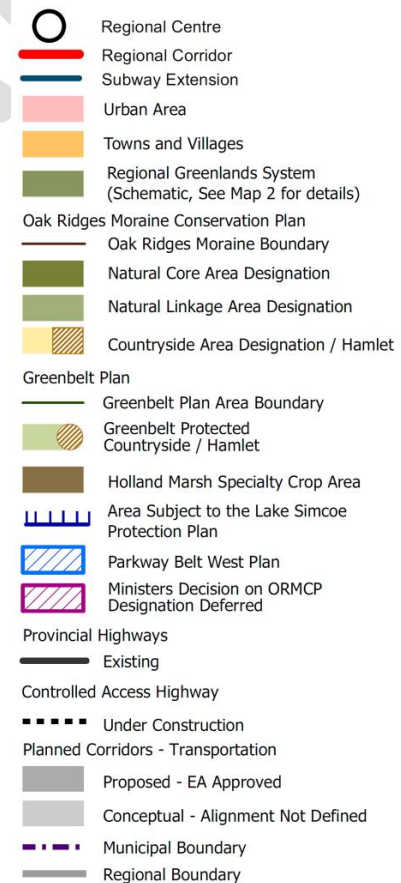 Regional Centre
Regional Corridor
Subway Extension
Urban Area
Towns and Villages
Regional Greenlands System
(Schematic, See Map 2 for details)
Oak Ridges Moraine Conservation Plan
Oak Ridges Moraine Boundary
Natural Core Area Designation
Natural Linkage Area Designation
Countryside Area Designation / Hamlet
Greenbelt Plan
Greenbelt Plan Area Boundary
Greenbelt Protected
Countryside / Hamlet
Holland Marsh Specialty Crop Area
Area Subject to the Lake Simcoe
Protection Plan
Parkway Belt West Plan
Ministers Decision on ORMCP
Designation Deferred
Provincial Highways
Existing
Controlled Access Highway
Under Construction
Planned Corridors - Transportation
Proposed - EA Approved
Conceptual - Alignment Not Defined
Municipal Boundary
Regional Boundary